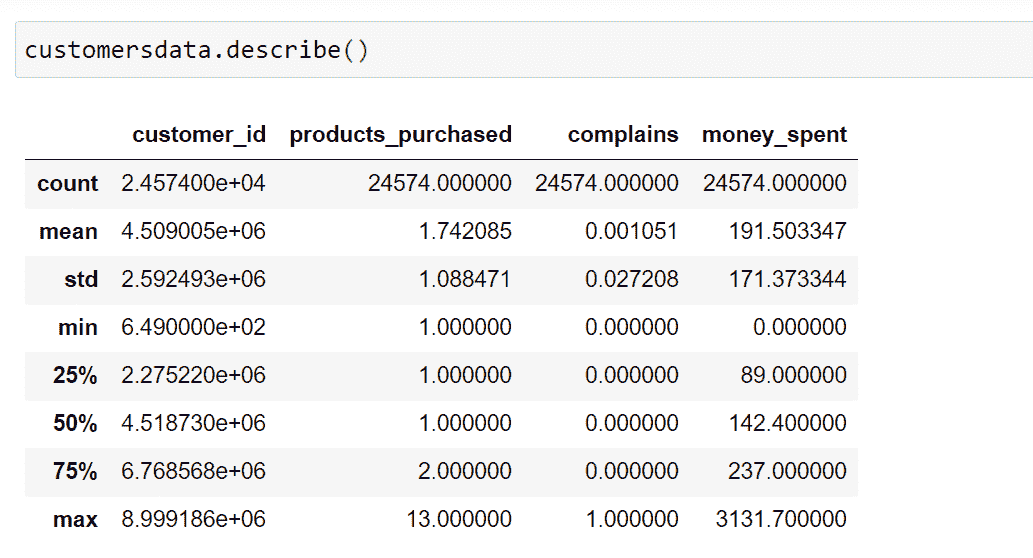 customersdata.describe()
customer_id products_purchased complains money_spent
count 2.457400e+04 24574.000000 24574.000000 24574.000000
mean 4.509005e+06 1.742085 0.001051 191.503347
std 2.592493e+06 1.088471 0.027208 171.373344
min 6.490000e+02 1.000000 0.000000 0.000000
25% 2.275220e+06 1.000000 0.000000 89.000000
50% 4.518730e+06 1.000000 0.000000 142.400000
75% 6.768568e+06 2.000000 0.000000 237.000000
max 8.999186e+06 13.000000 1.000000 3131.700000